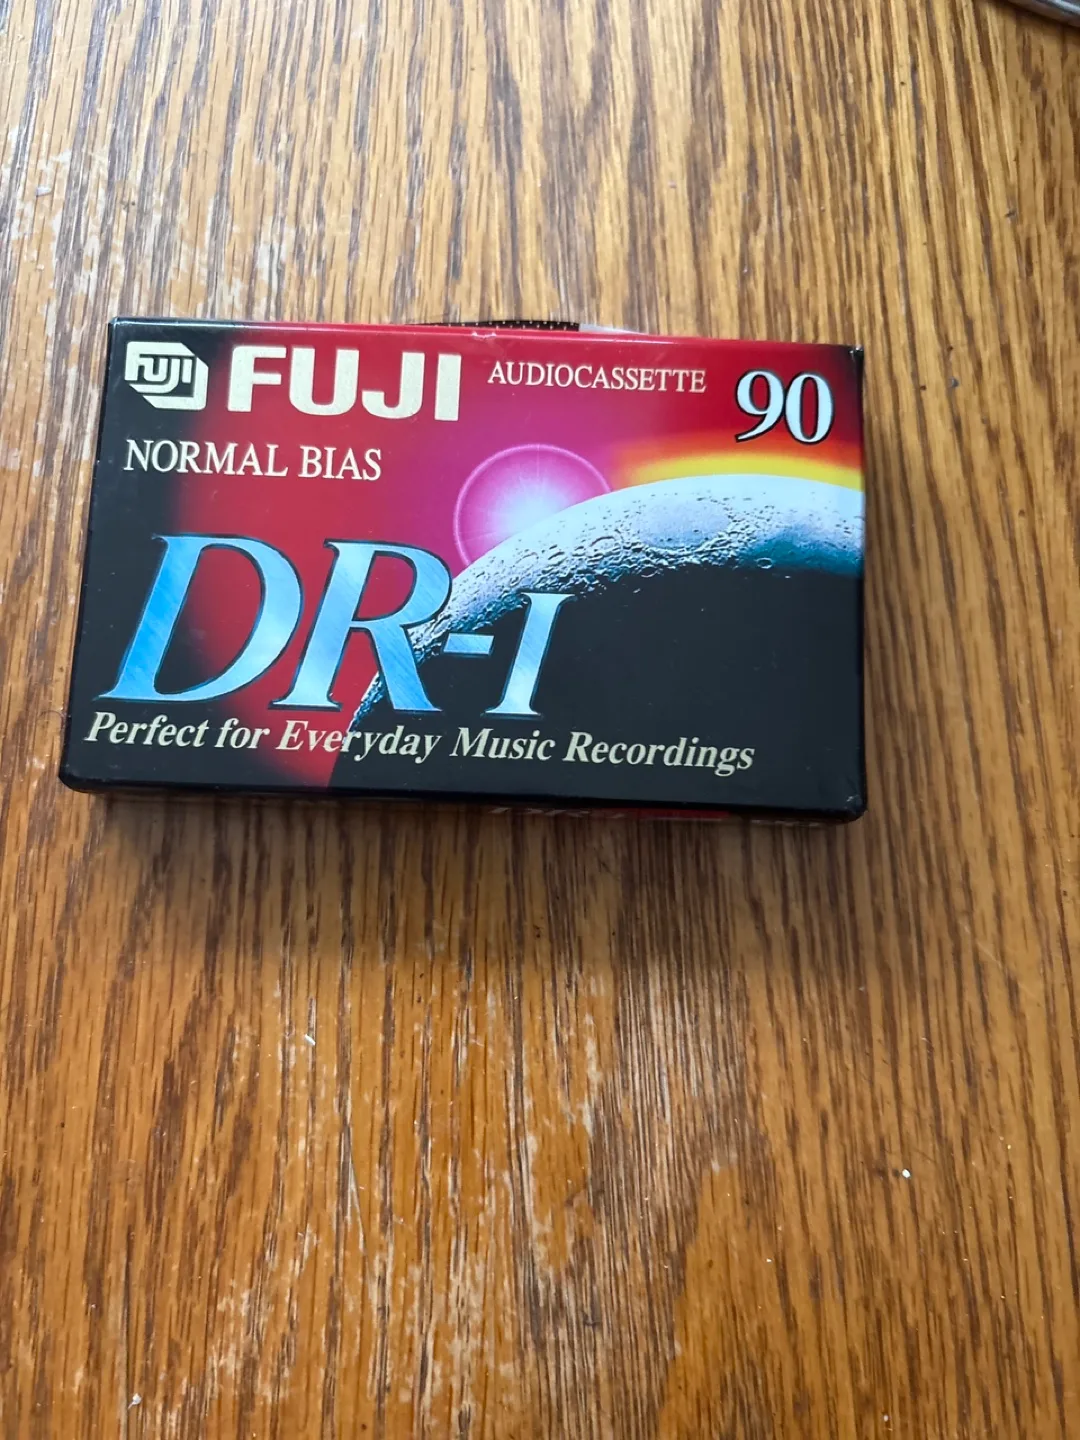 FUJI FUJI AUDIOCASSETTE 90
NORMAL BIAS
DR-I
Perfect for Everyday Music Recordings